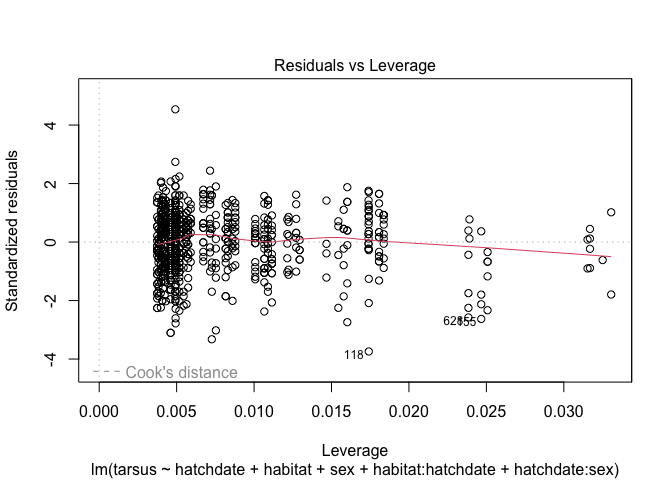 Residuals vs Leverage
Standardized residuals
4
2
0
-2
-4
118
155
Cook's distance
0.000 0.005 0.010 0.015 0.020 0.025 0.030
Leverage
lm(tarsus ~ hatchdate + habitat + sex + habitat:hatchdate + hatchdate:sex)